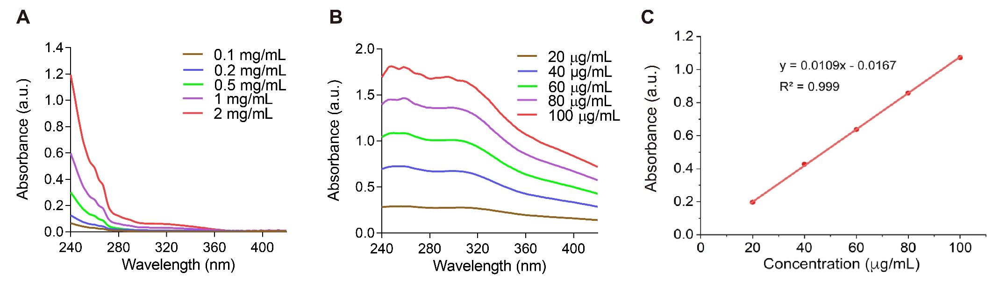 A
Absorbance (a.u.)
1.4
1.2
1.0
0.8
0.6
0.4
0.2
0.0
240 280 320 360 400
Wavelength (nm)
0.1 mg/mL
0.2 mg/mL
0.5 mg/mL
1 mg/mL
2 mg/mL
B
Absorbance (a.u.)
2.0
1.5
1.0
0.5
0.0
240 280 320 360 400
Wavelength (nm)
20 μg/mL
40 μg/mL
60 μg/mL
80 μg/mL
100 μg/mL
C
Absorbance (a.u.)
1.2
1.0
0.8
0.6
0.4
0.2
0.0
0 20 40 60 80 100
Concentration (μg/mL)
y = 0.0109x - 0.0167
R² = 0.999